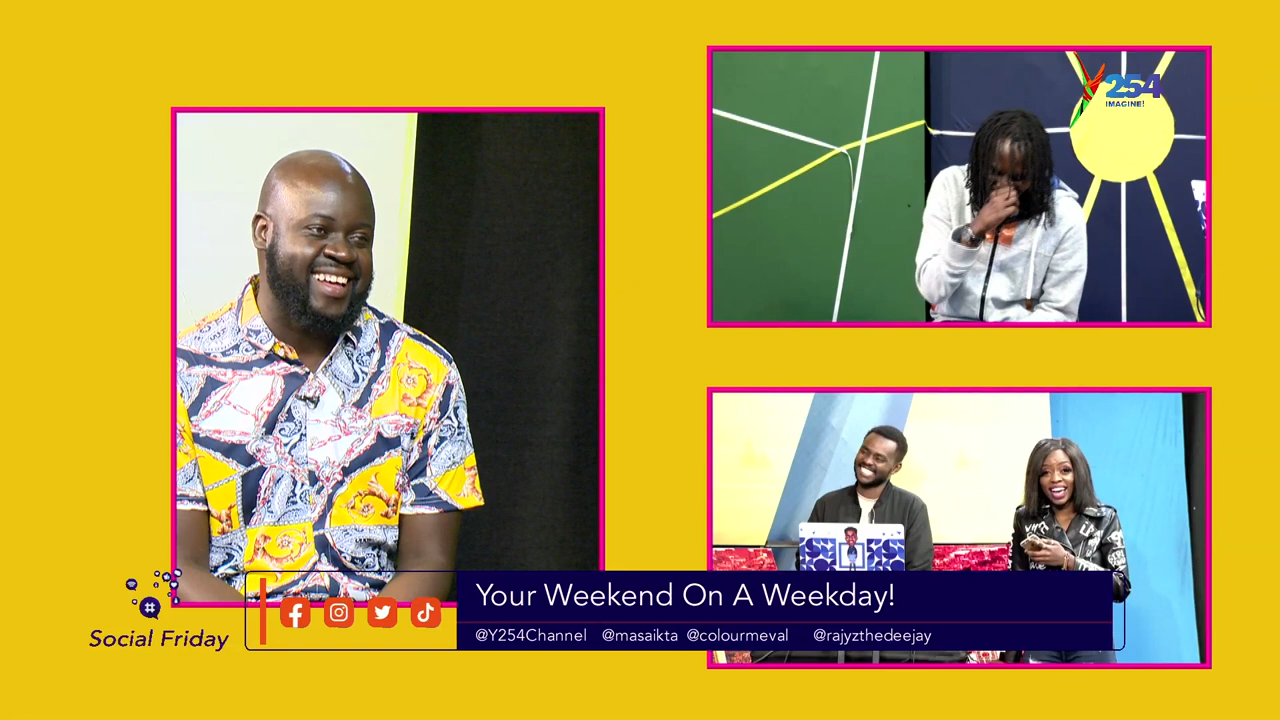 254
IMAGINE!
Your Weekend On A Weekday!
@Y254Channel @masaikta @colourmeval @rajyzthedeejay
#
Social Friday